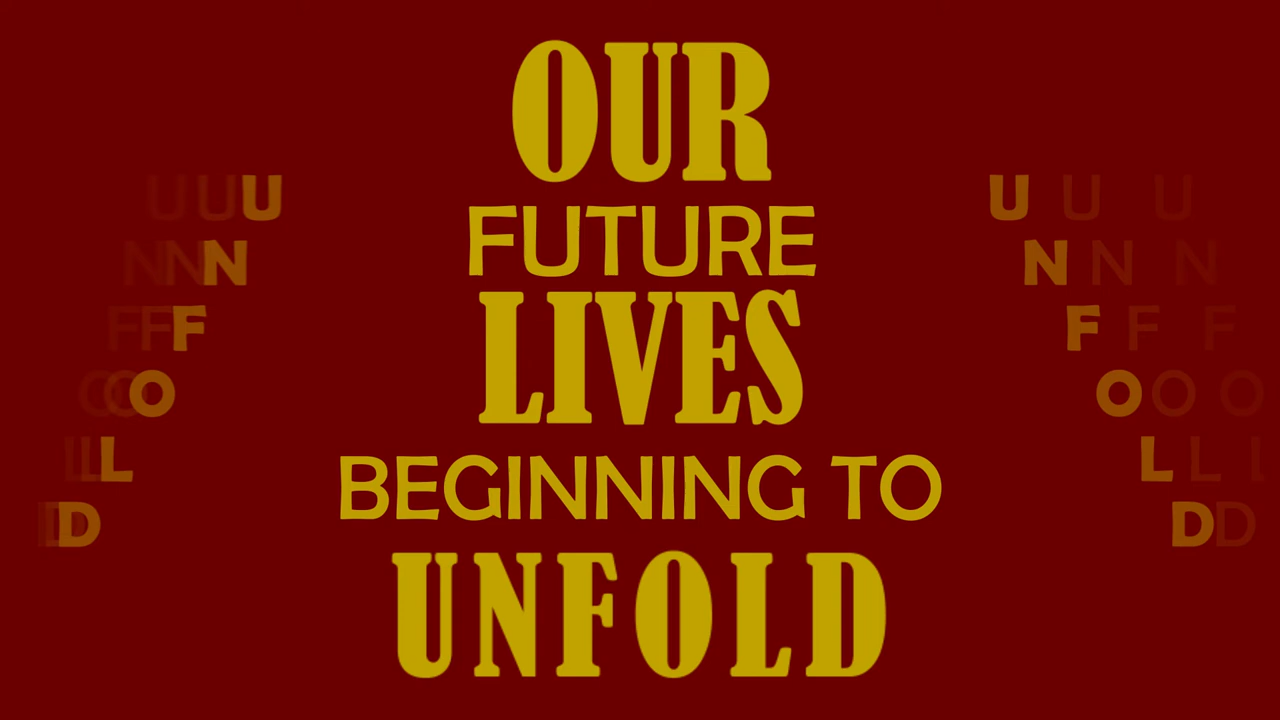 OUR
FUTURE
LIVES
BEGINNING TO
UNFOLD
U U U
N N N
F F F
O O O
L L L
D D
U U U
N N N
F F F
O O O
L L L
D D